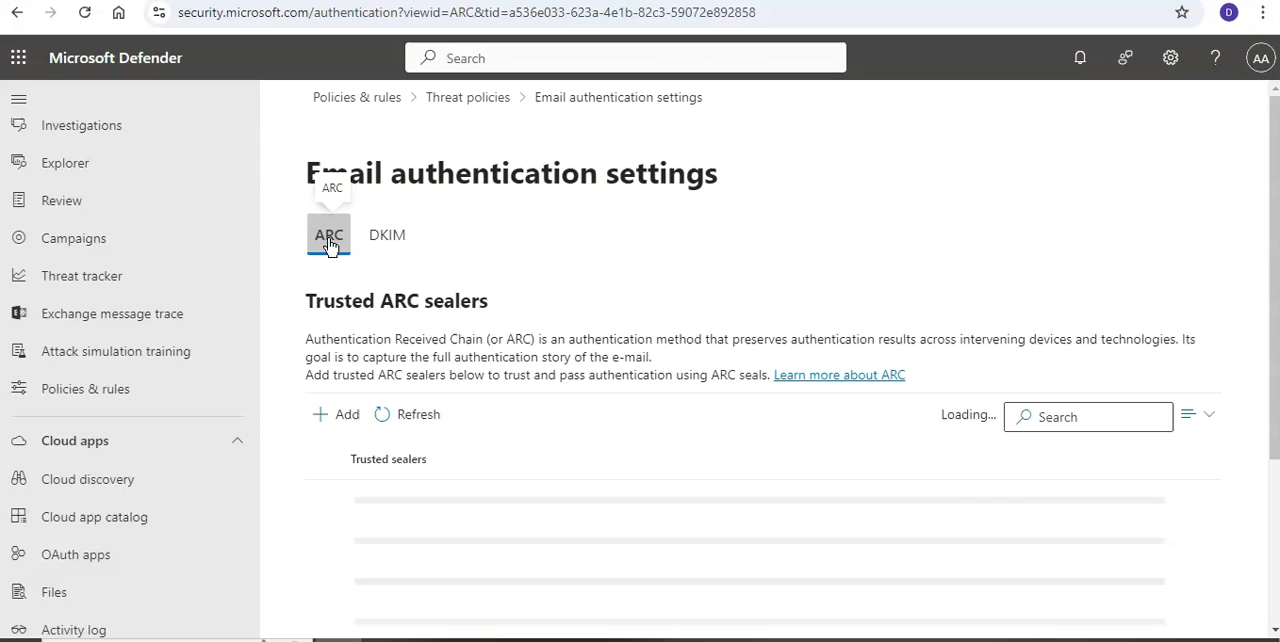 security.microsoft.com/authentication?viewid=ARC&tid=a536e033-623a-4e1b-82c3-59072e892858
D
Microsoft Defender
Search
AA
Investigations
Explorer
Review
Campaigns
Threat tracker
Exchange message trace
Attack simulation training
Policies & rules
Cloud apps
Cloud discovery
Cloud app catalog
OAuth apps
Files
Activity log
Policies & rules > Threat policies > Email authentication settings
Email authentication settings
ARC
ARC DKIM
Trusted ARC sealers
Authentication Received Chain (or ARC) is an authentication method that preserves authentication results across intervening devices and technologies. Its
goal is to capture the full authentication story of the e-mail.
Add trusted ARC sealers below to trust and pass authentication using ARC seals. Learn more about ARC
Add Refresh Loading... Search
Trusted sealers